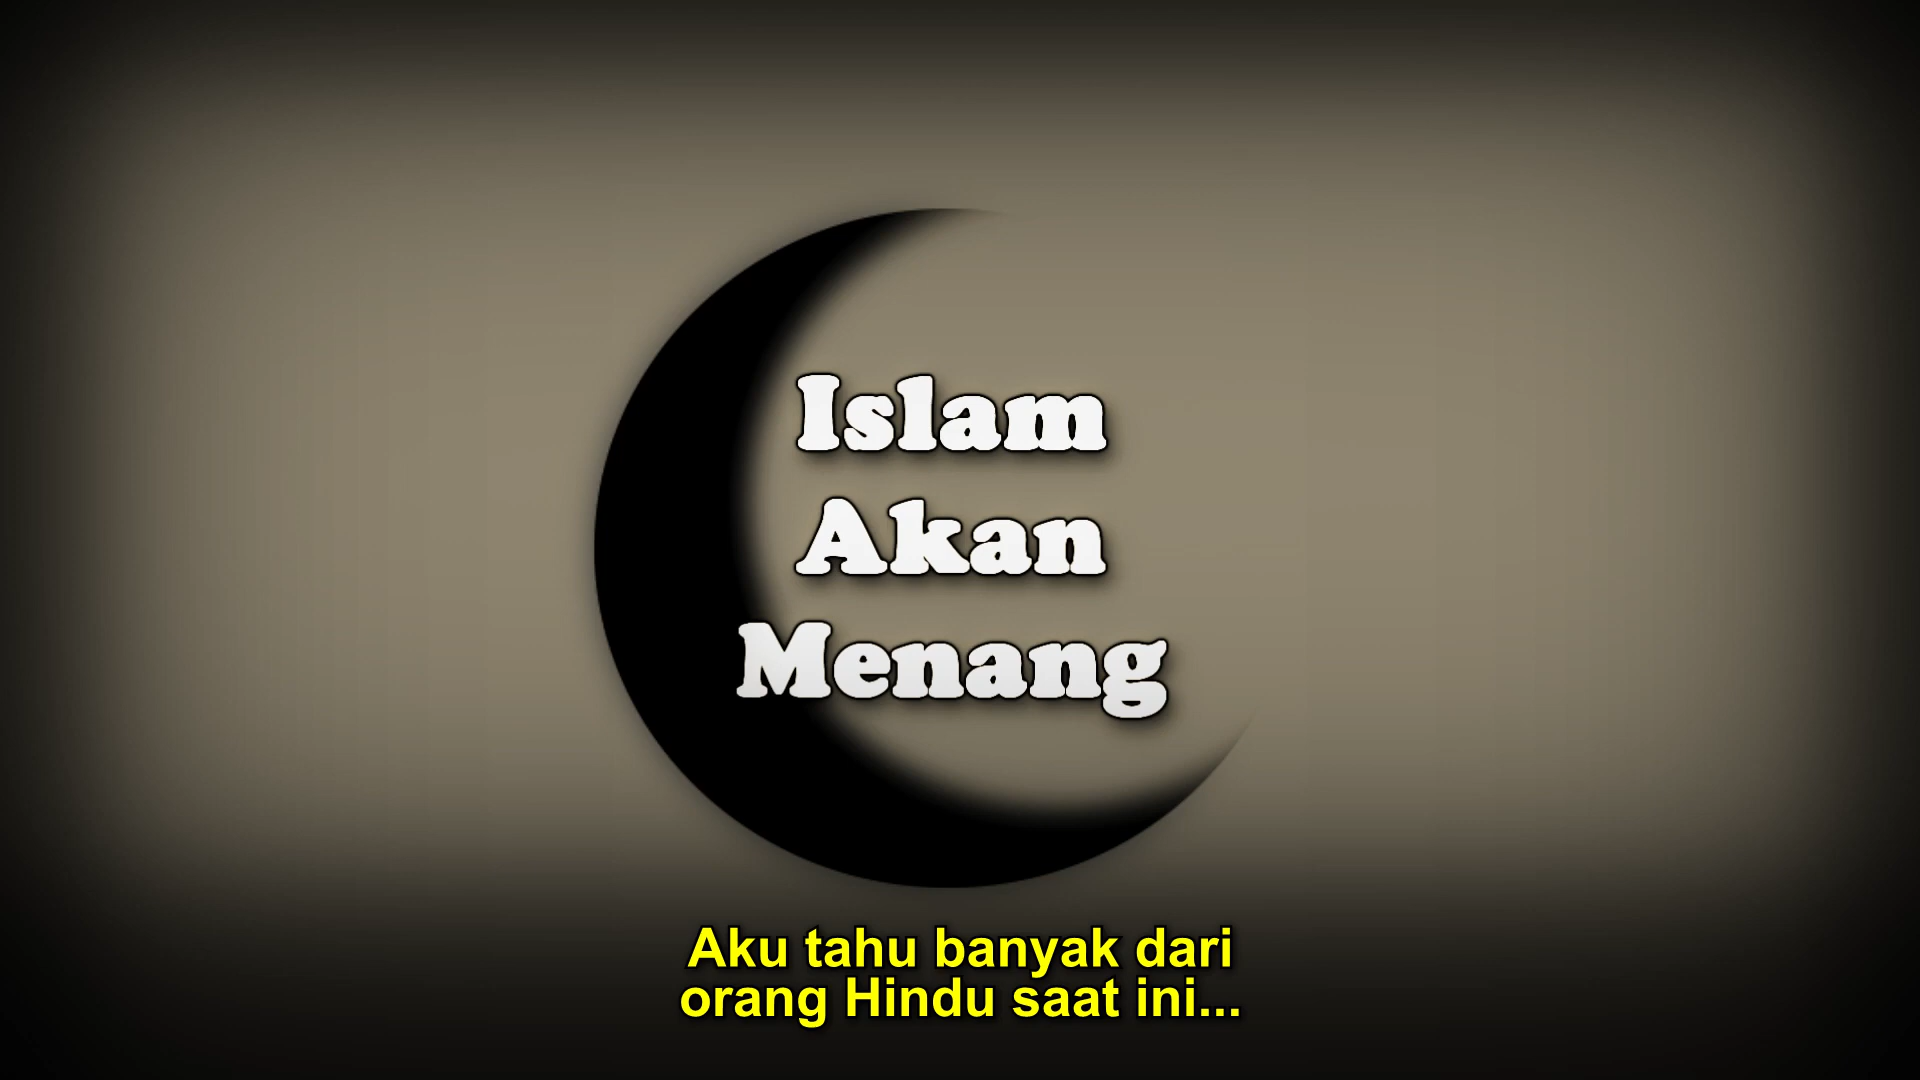 Islam
Akan
Menang
Aku tahu banyak dari
orang Hindu saat ini...